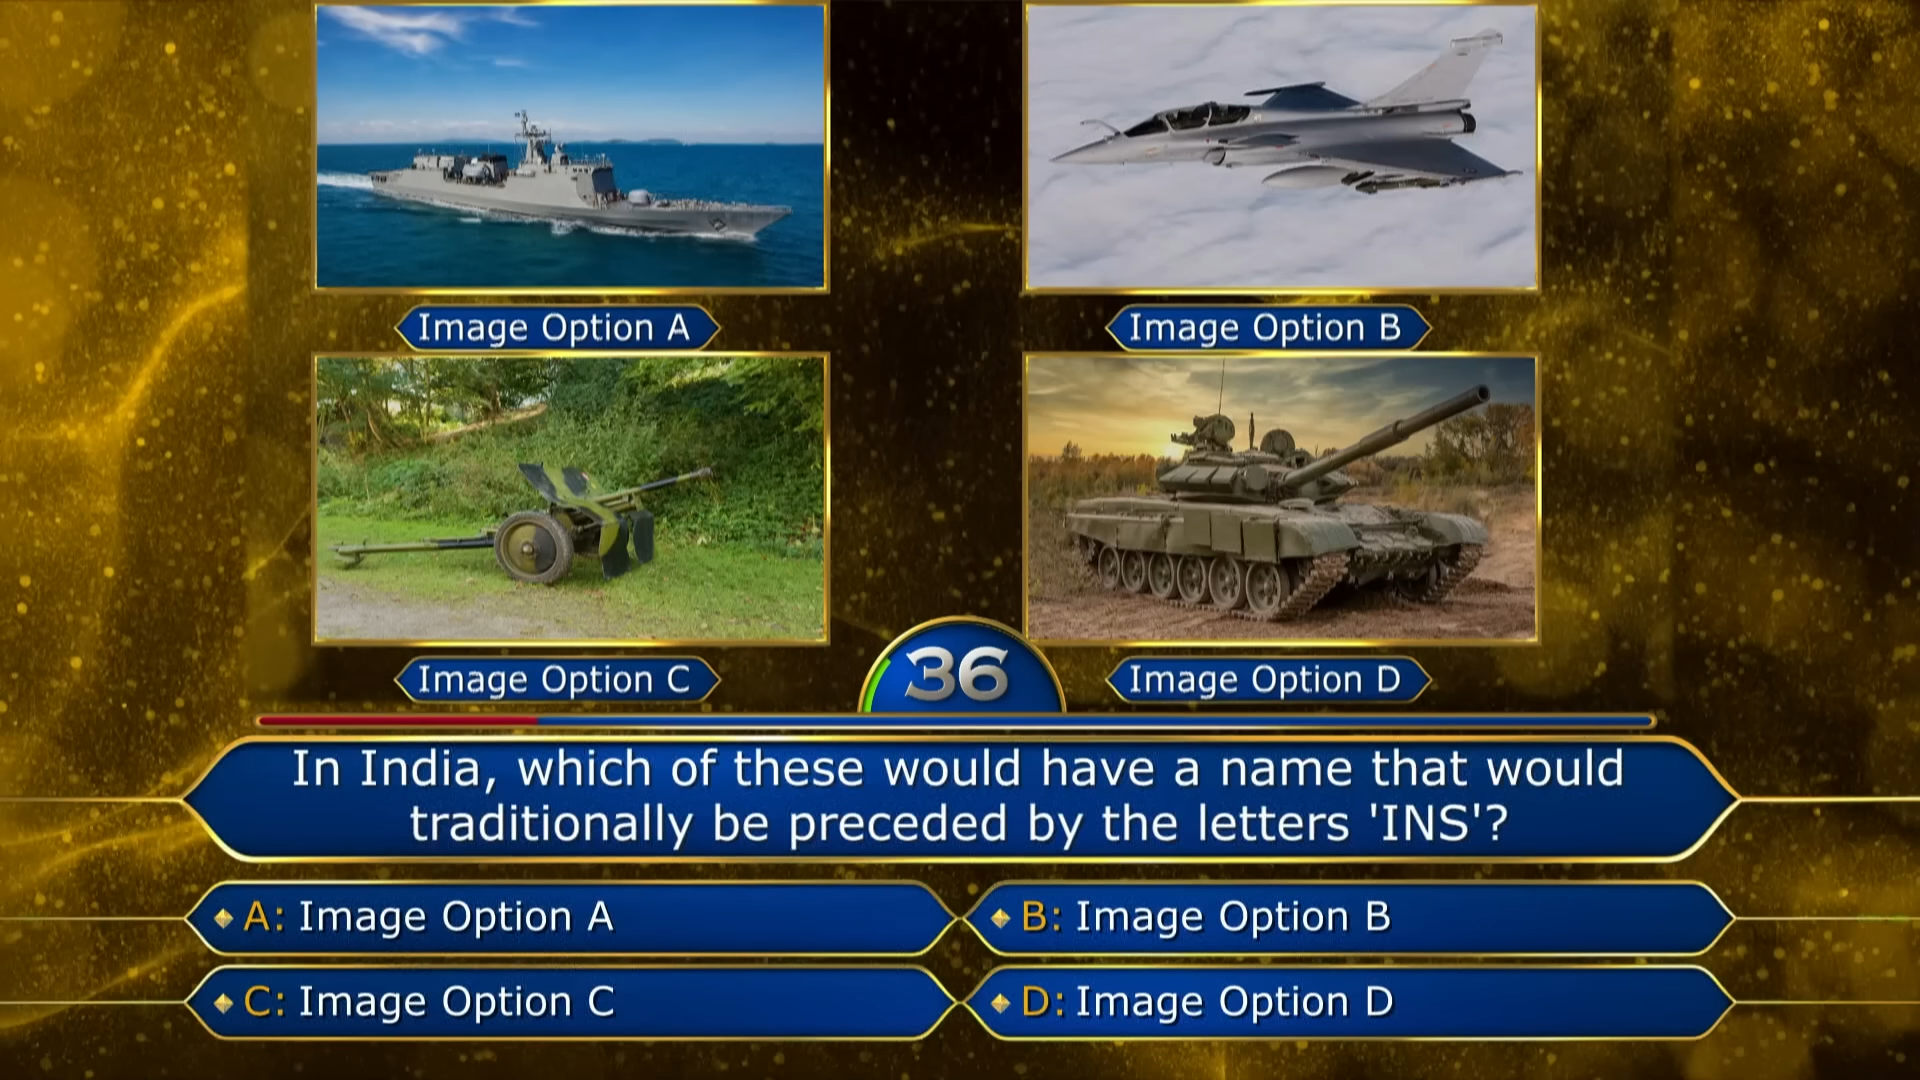 Image Option A
Image Option B
Image Option C
Image Option D
36
In India, which of these would have a name that would
traditionally be preceded by the letters 'INS'?
A: Image Option A
B: Image Option B
C: Image Option C
D: Image Option D